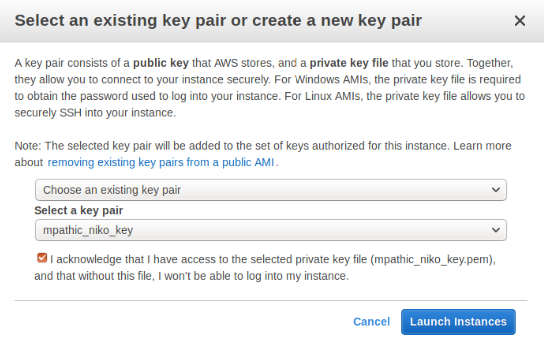 Select an existing key pair or create a new key pair
A key pair consists of a public key that AWS stores, and a private key file that you store. Together,
they allow you to connect to your instance securely. For Windows AMIs, the private key file is required
to obtain the password used to log into your instance. For Linux AMIs, the private key file allows you to
securely SSH into your instance.
Note: The selected key pair will be added to the set of keys authorized for this instance. Learn more
about removing existing key pairs from a public AMI .
Choose an existing key pair
Select a key pair
mpathic_niko_key
I acknowledge that I have access to the selected private key file (mpathic_niko_key.pem),
and that without this file, I won't be able to log into my instance.
Cancel Launch Instances